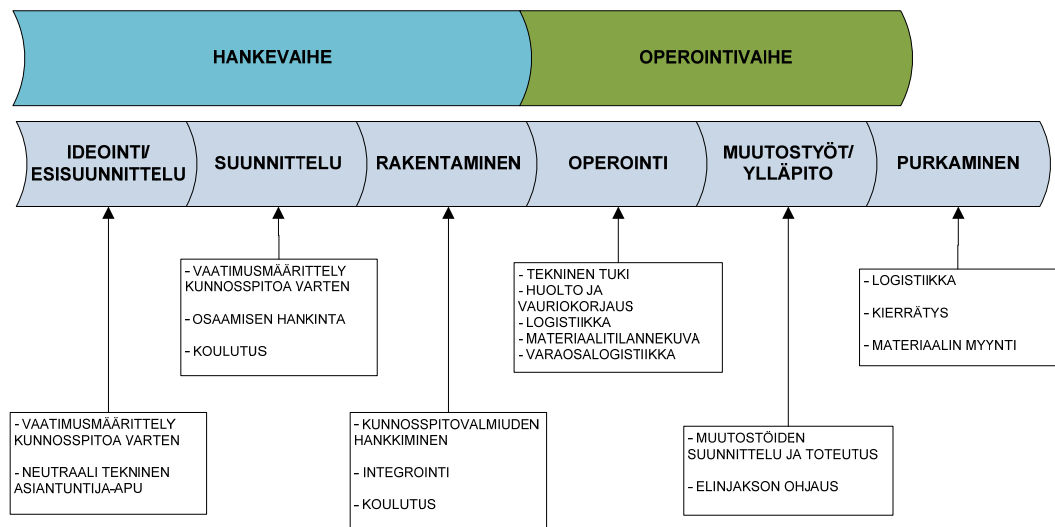 HANKEVAIHE
OPEROINTIVAIHE
IDEOINTI/
ESISUUNNITTELU
SUUNNITTELU
RAKENTAMINEN
OPEROINTI
MUUTOSTYÖT/
YLLÄPITO
PURKAMINEN
- VAATIMUSMÄÄRITTELY
KUNNOSSPITOA VARTEN
- OSAAMISEN HANKINTA
- KOULUTUS
- TEKNINEN TUKI
- HUOLTO JA
VAURIOKORJAUS
- LOGISTIIKKA
- MATERIAALITILANNEKUVA
- VARAOSALOGISTIIKKA
- LOGISTIIKKA
- KIERRÄTYS
- MATERIAALIN MYYNTI
- VAATIMUSMÄÄRITTELY
KUNNOSSPITOA VARTEN
- NEUTRAALI TEKNINEN
ASIANTUNTIJA-APU
- KUNNOSSPITOVALMIUDEN
HANKKIMINEN
- INTEGROINTI
- KOULUTUS
- MUUTOSTÖIDEN
SUUNNITTELU JA TOTEUTUS
- ELINJAKSON OHJAUS